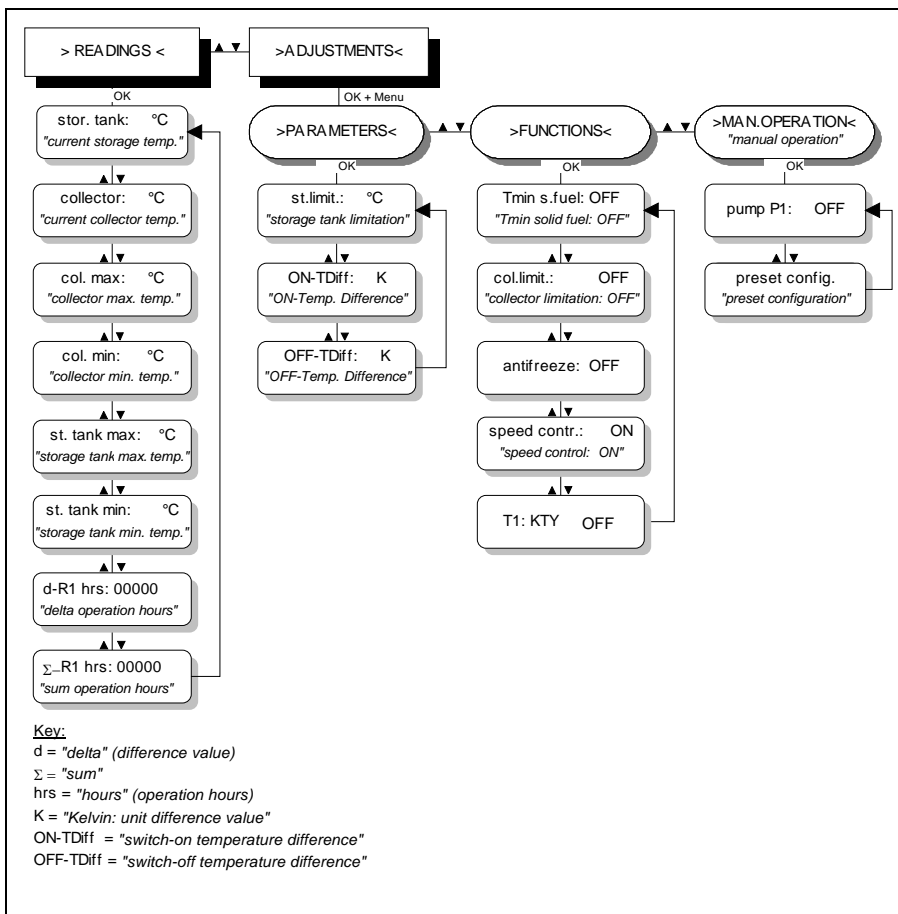 > READINGS <
>ADJUSTMENTS<
OK
OK + Menu
stor. tank: °C
"current storage temp."
collector: °C
"current collector temp."
col. max: °C
"collector max. temp."
col. min: °C
"collector min. temp."
st. tank max: °C
"storage tank max. temp."
st. tank min: °C
"storage tank min. temp."
d-R1 hrs: 00000
"delta operation hours"
Σ–R1 hrs: 00000
"sum operation hours"
>PARAMETERS<
OK
st.limit.: °C
"storage tank limitation"
ON-TDiff: K
"ON-Temp. Difference"
OFF-TDiff: K
"OFF-Temp. Difference"
>FUNCTIONS<
OK
Tmin s.fuel: OFF
"Tmin solid fuel: OFF"
col.limit.: OFF
"collector limitation: OFF"
antifreeze: OFF
speed contr.: ON
"speed control: ON"
T1: KTY OFF
>MAN.OPERATION<
"manual operation"
OK
pump P1: OFF
preset config.
"preset configuration"
Key:
d = "delta" (difference value)
Σ = "sum"
hrs = "hours" (operation hours)
K = "Kelvin: unit difference value"
ON-TDiff = "switch-on temperature difference"
OFF-TDiff = "switch-off temperature difference"